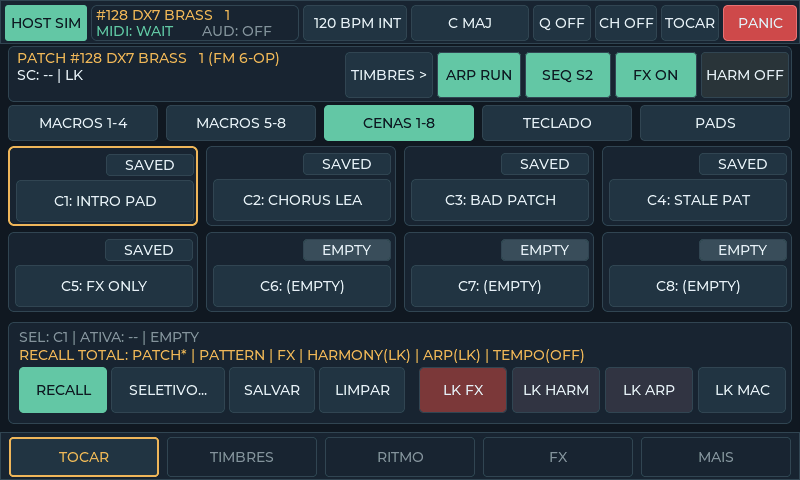 HOST SIM
#128 DX7 BRASS 1
MIDI: WAIT AUD: OFF
120 BPM INT
C MAJ
Q OFF
CH OFF
TOCAR
PANIC
PATCH #128 DX7 BRASS 1 (FM 6-OP)
SC: -- | LK
TIMBRES >
ARP RUN
SEQ S2
FX ON
HARM OFF
MACROS 1-4
MACROS 5-8
CENAS 1-8
TECLADO
PADS
SAVED
C1: INTRO PAD
SAVED
C2: CHORUS LEA
SAVED
C3: BAD PATCH
SAVED
C4: STALE PAT
SAVED
C5: FX ONLY
EMPTY
C6: (EMPTY)
EMPTY
C7: (EMPTY)
EMPTY
C8: (EMPTY)
SEL: C1 | ATIVA: -- | EMPTY
RECALL TOTAL: PATCH* | PATTERN | FX | HARMONY(LK) | ARP(LK) | TEMPO(OFF)
RECALL
SELETIVO...
SALVAR
LIMPAR
LK FX
LK HARM
LK ARP
LK MAC
TOCAR
TIMBRES
RITMO
FX
MAIS